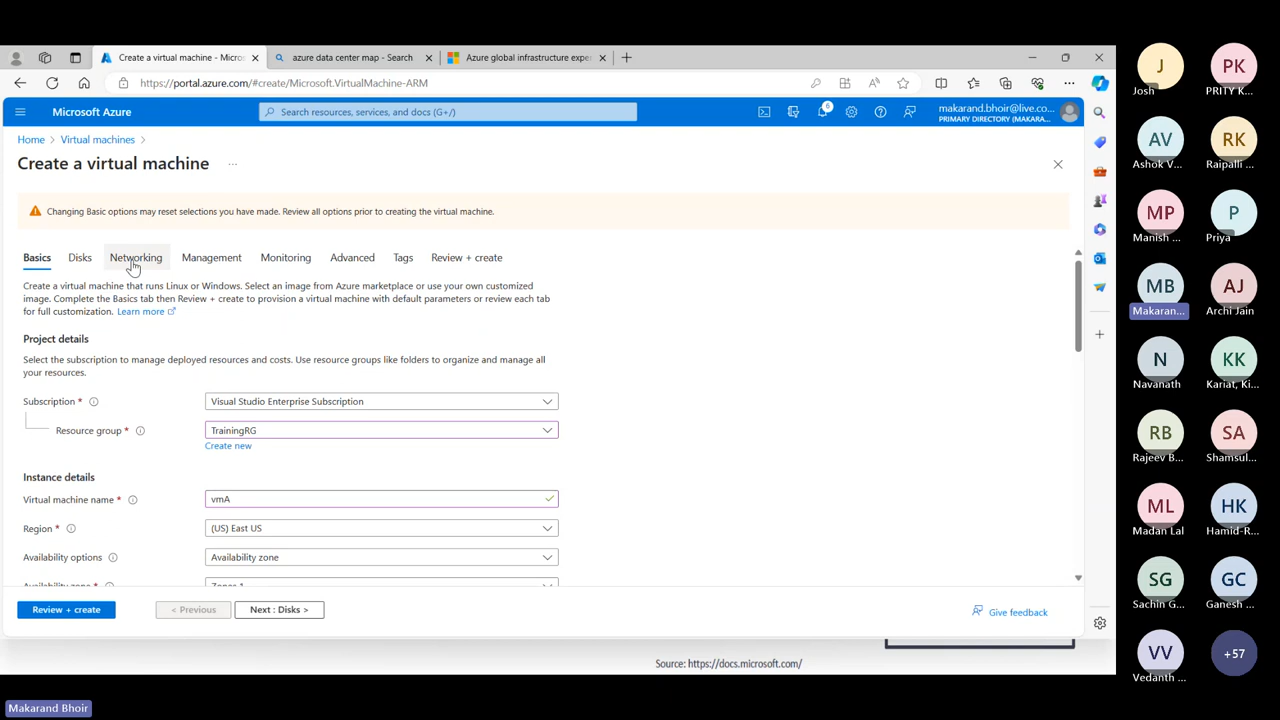 Create a virtual machine - Micros
azure data center map - Search
Azure global infrastructure expe
https://portal.azure.com/#create/Microsoft.VirtualMachine-ARM
Microsoft Azure
Search resources, services, and docs (G+/)
6
makarand.bhoir@live.co...
PRIMARY DIRECTORY (MAKARA...
Home > Virtual machines >
Create a virtual machine ...
Changing Basic options may reset selections you have made. Review all options prior to creating the virtual machine.
Basics Disks Networking Management Monitoring Advanced Tags Review + create
Create a virtual machine that runs Linux or Windows. Select an image from Azure marketplace or use your own customized
image. Complete the Basics tab then Review + create to provision a virtual machine with default parameters or review each tab
for full customization. Learn more
Project details
Select the subscription to manage deployed resources and costs. Use resource groups like folders to organize and manage all
your resources.
Subscription *
Visual Studio Enterprise Subscription
Resource group *
TrainingRG
Create new
Instance details
Virtual machine name *
vmA
Region *
(US) East US
Availability options
Availability zone
Availability zone *
Zones 1
Review + create
< Previous
Next : Disks >
Give feedback
Source: https://docs.microsoft.com/
Makarand Bhoir
J
Josh
PK
PRITY K...
AV
Ashok V...
RK
Raipalli ...
MP
Manish ...
P
Priya
MB
Makaran...
AJ
Archi Jain
N
Navanath
KK
Kariat, Ki...
RB
Rajeev B...
SA
Shamsul...
ML
Madan Lal
HK
Hamid-R...
SG
Sachin G...
GC
Ganesh ...
VV
Vedanth ...
+57